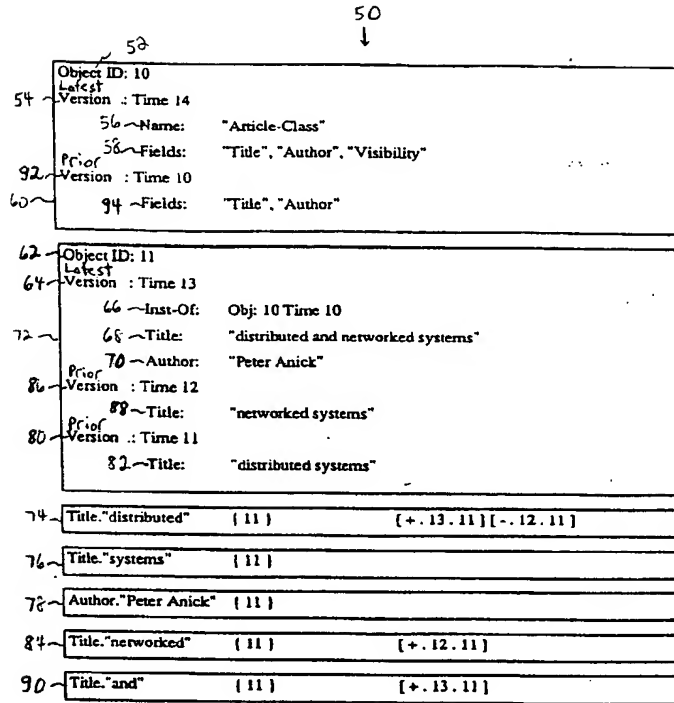 50
52
Object ID: 10
Latest
54 Version .: Time 14
56 Name: "Article-Class"
58 Fields: "Title", "Author", "Visibility"
Prior
92 Version : Time 10
60 94 Fields: "Title", "Author"
62 Object ID: 11
Latest
64 Version : Time 13
66 Inst-Of: Obj: 10 Time 10
72 68 Title: "distributed and networked systems"
70 Author: "Peter Anick"
Prior
86 Version : Time 12
88 Title: "networked systems"
Prior
80 Version .: Time 11
82 Title: "distributed systems"
74 Title."distributed" { 11 } [ + . 13 . 11 ] [ - . 12 . 11 ]
76 Title."systems" { 11 }
78 Author."Peter Anick" { 11 }
84 Title."networked" { 11 } [ + . 12 . 11 ]
90 Title."and" { 11 } [ + . 13 . 11 ]